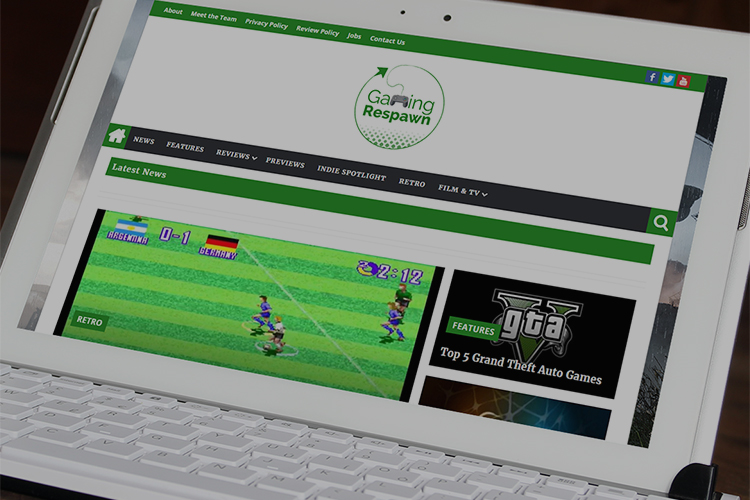 About Meet the Team Privacy Policy Review Policy Jobs Contact Us
Gaming
Respawn
NEWS FEATURES REVIEWS PREVIEWS INDIE SPOTLIGHT RETRO FILM & TV
Latest News
ARGENTINA 0-1 GERMANY 2:12
RETRO
gta
V
FEATURES
Top 5 Grand Theft Auto Games